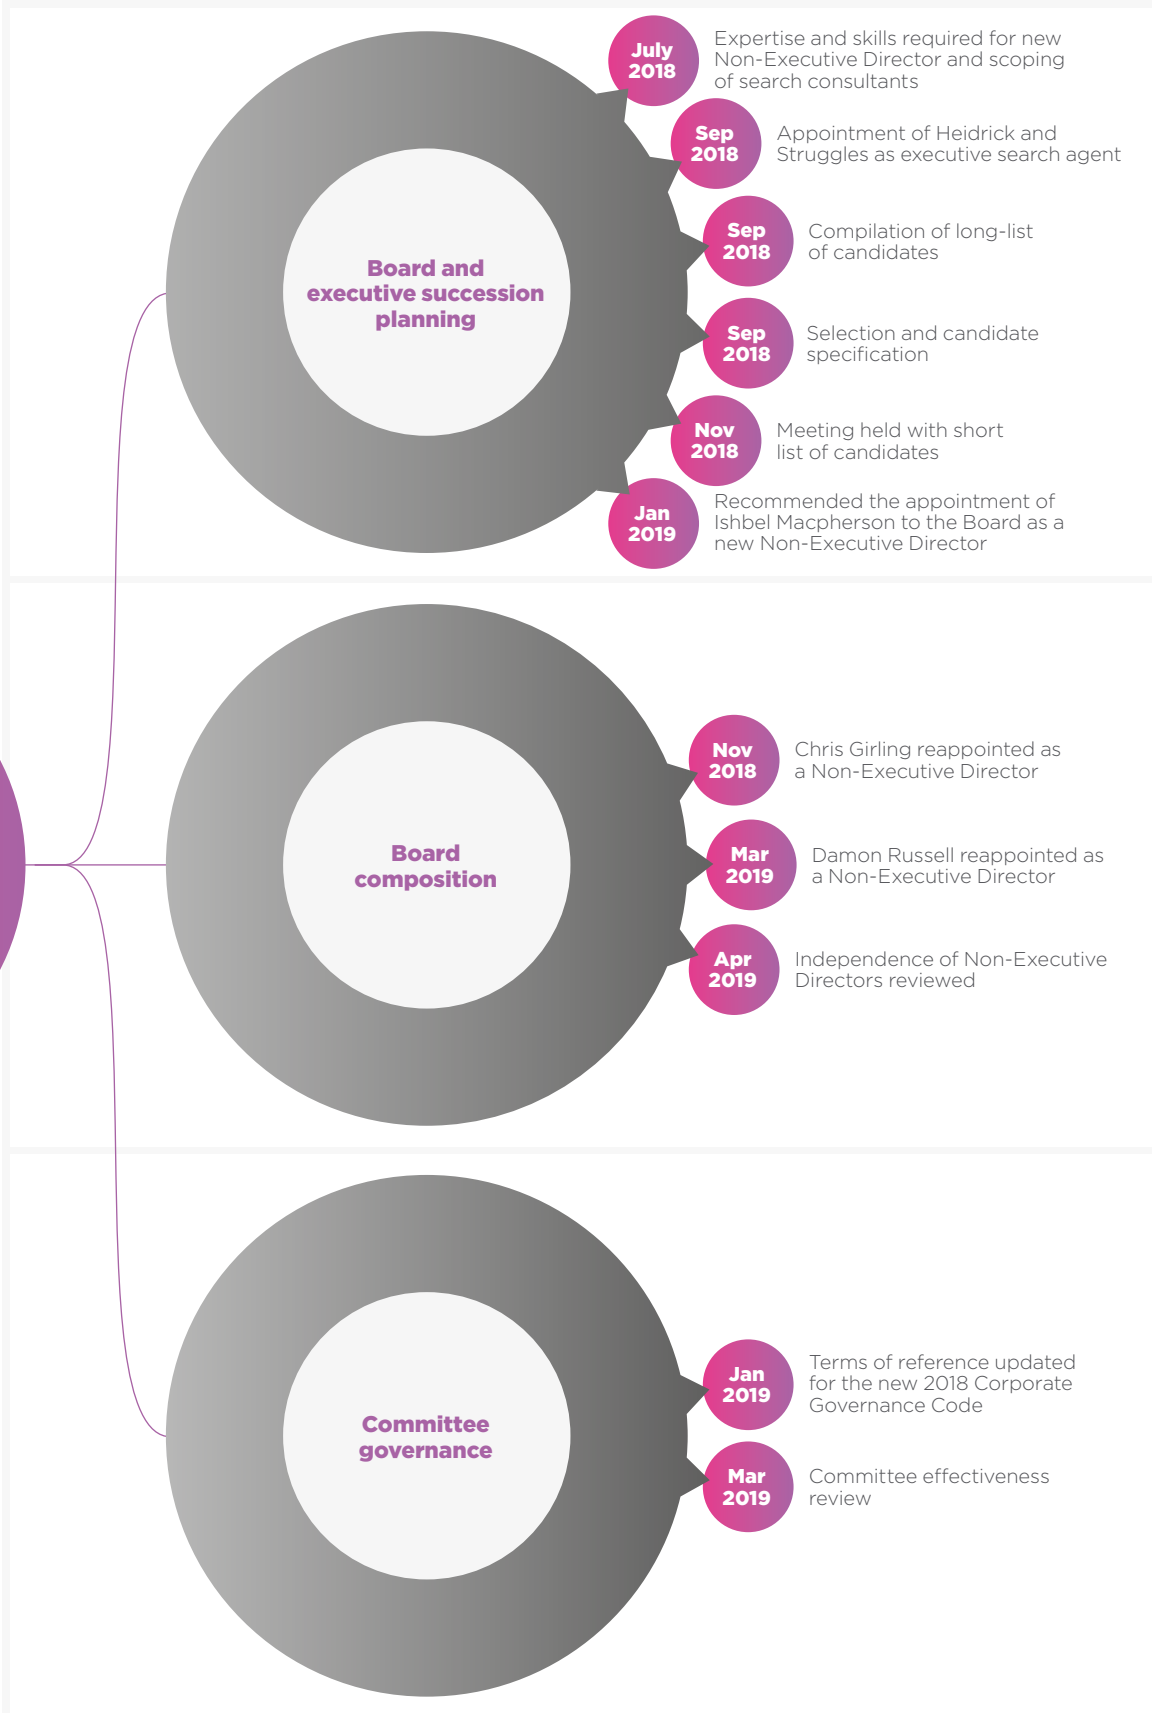 Board and
executive succession
planning
July
2018
Expertise and skills required for new
Non-Executive Director and scoping
of search consultants
Sep
2018
Appointment of Heidrick and
Struggles as executive search agent
Sep
2018
Compilation of long-list
of candidates
Sep
2018
Selection and candidate
specification
Nov
2018
Meeting held with short
list of candidates
Jan
2019
Recommended the appointment of
Ishbel Macpherson to the Board as a
new Non-Executive Director
Board
composition
Nov
2018
Chris Girling reappointed as
a Non-Executive Director
Mar
2019
Damon Russell reappointed as
a Non-Executive Director
Apr
2019
Independence of Non-Executive
Directors reviewed
Committee
governance
Jan
2019
Terms of reference updated
for the new 2018 Corporate
Governance Code
Mar
2019
Committee effectiveness
review